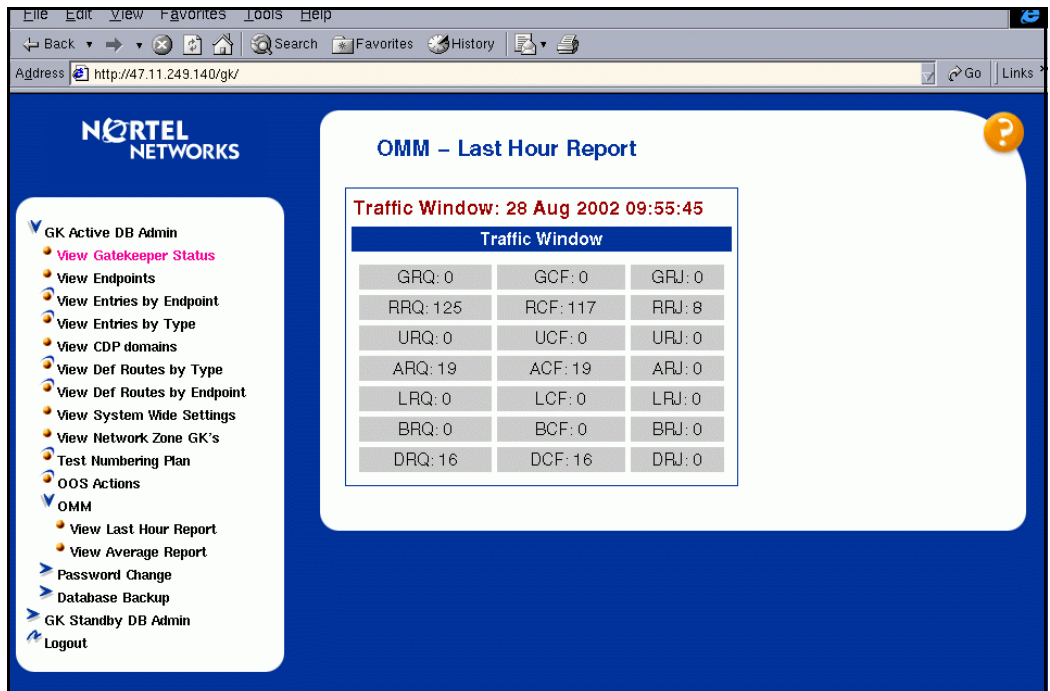 File Edit View Favorites Tools Help
Back Search Favorites History
Address http://47.11.249.140/gk/ Go Links
NORTEL
NETWORKS
GK Active DB Admin
View Gatekeeper Status
View Endpoints
View Entries by Endpoint
View Entries by Type
View CDP domains
View Def Routes by Type
View Def Routes by Endpoint
View System Wide Settings
View Network Zone GK's
Test Numbering Plan
OOS Actions
OMM
View Last Hour Report
View Average Report
Password Change
Database Backup
GK Standby DB Admin
Logout
OMM – Last Hour Report
?
Traffic Window: 28 Aug 2002 09:55:45
Traffic Window
GRQ: 0 GCF: 0 GRJ: 0
RRQ: 125 RCF: 117 RRJ: 8
URQ: 0 UCF: 0 URJ: 0
ARQ: 19 ACF: 19 ARJ: 0
LRQ: 0 LCF: 0 LRJ: 0
BRQ: 0 BCF: 0 BRJ: 0
DRQ: 16 DCF: 16 DRJ: 0